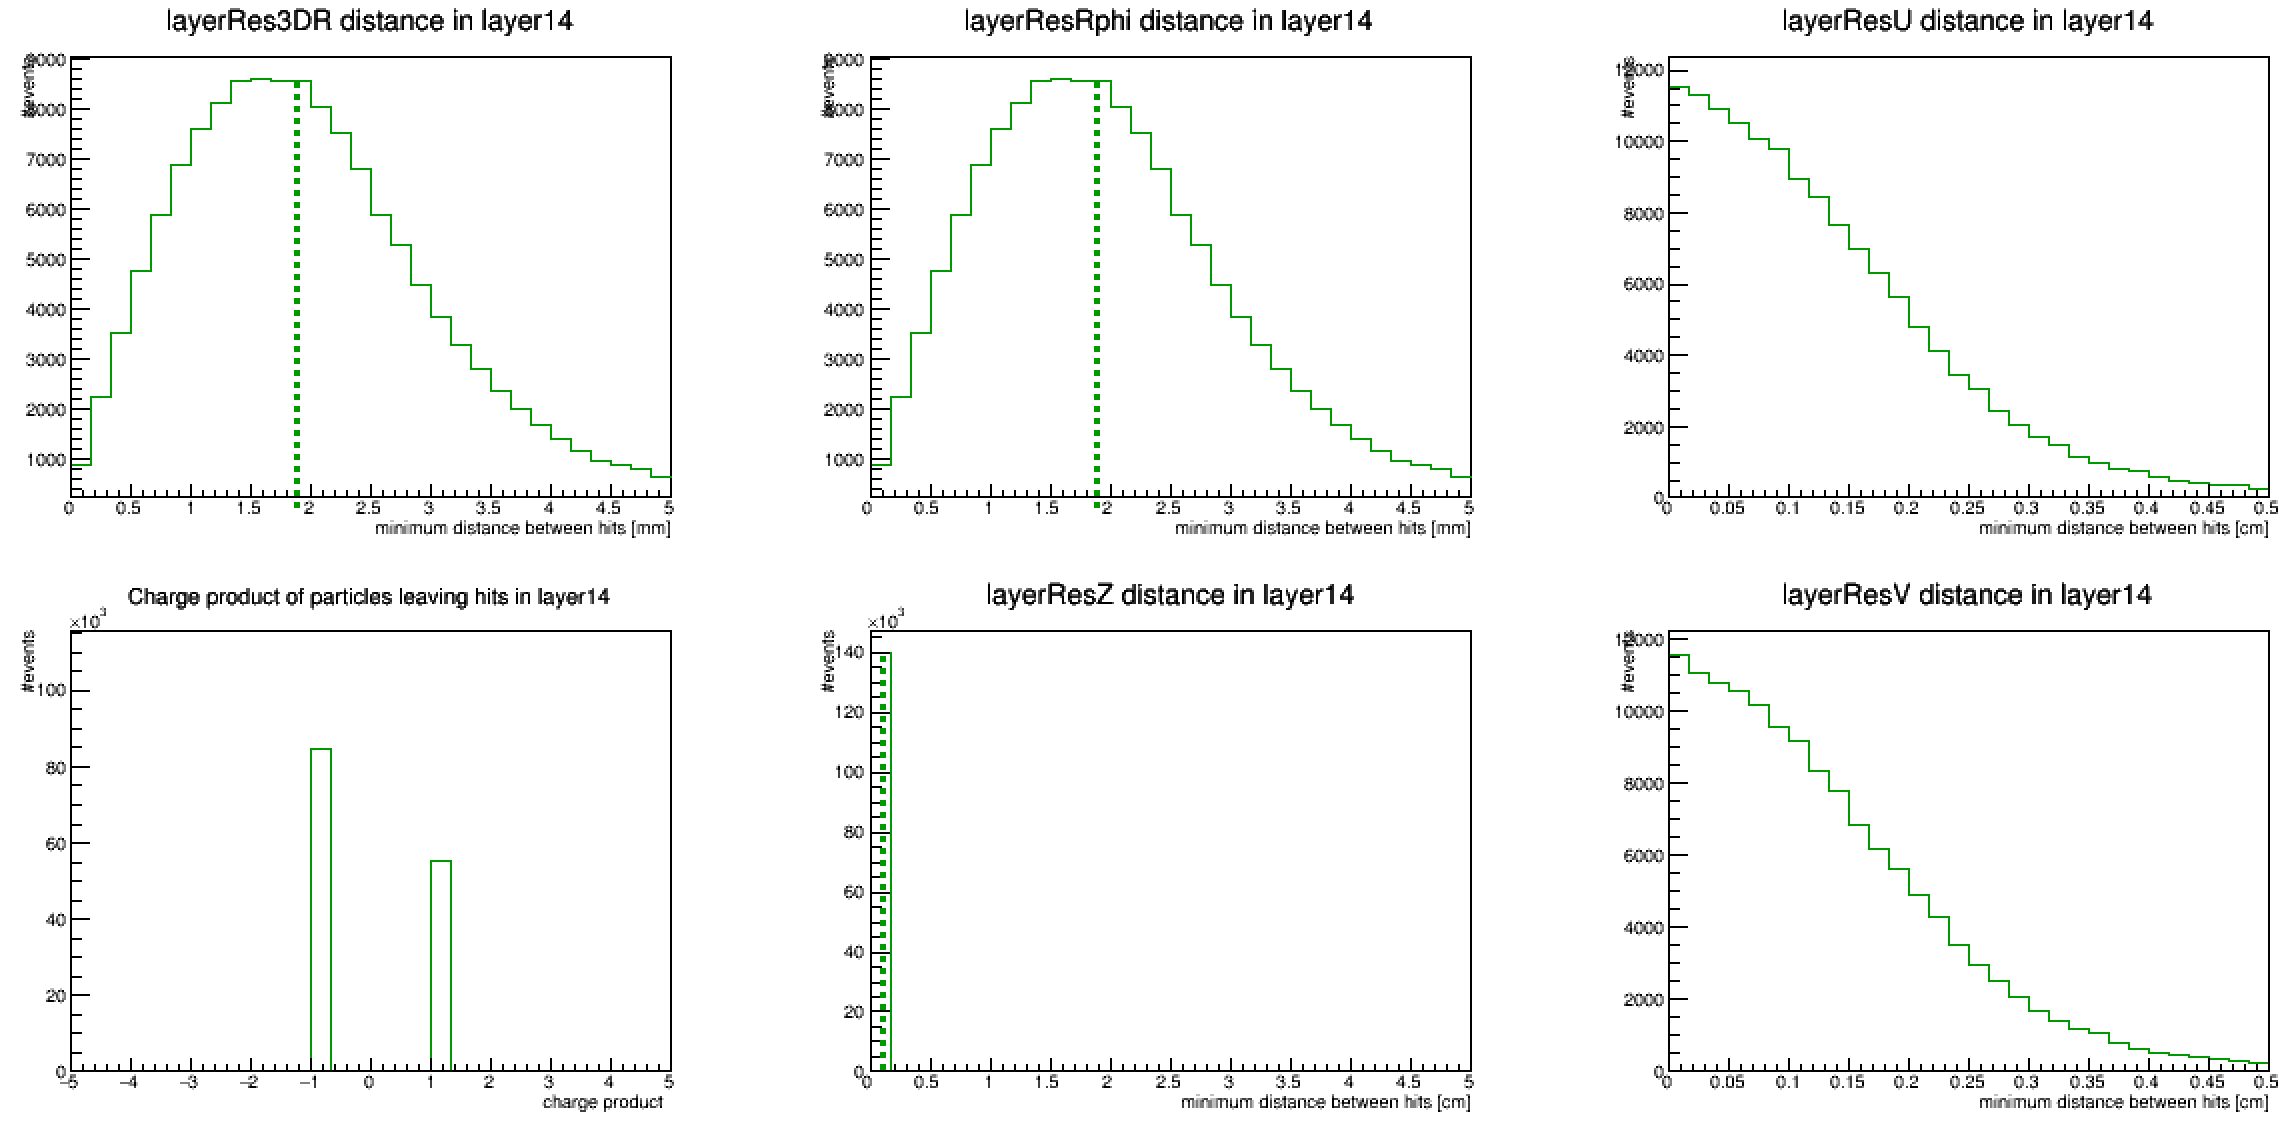 layerRes3DR distance in layer14
#events
9000
8000
7000
6000
5000
4000
3000
2000
1000
0 0.5 1 1.5 2 2.5 3 3.5 4 4.5 5
minimum distance between hits [mm]
layerResRphi distance in layer14
#events
9000
8000
7000
6000
5000
4000
3000
2000
1000
0 0.5 1 1.5 2 2.5 3 3.5 4 4.5 5
minimum distance between hits [mm]
layerResU distance in layer14
#events
12000
10000
8000
6000
4000
2000
0
0 0.05 0.1 0.15 0.2 0.25 0.3 0.35 0.4 0.45 0.5
minimum distance between hits [cm]
Charge product of particles leaving hits in layer14
×10³
#events
100
80
60
40
20
0
−5 −4 −3 −2 −1 0 1 2 3 4 5
charge product
layerResZ distance in layer14
×10³
#events
140
120
100
80
60
40
20
0
0 0.5 1 1.5 2 2.5 3 3.5 4 4.5 5
minimum distance between hits [cm]
layerResV distance in layer14
#events
12000
10000
8000
6000
4000
2000
0
0 0.05 0.1 0.15 0.2 0.25 0.3 0.35 0.4 0.45 0.5
minimum distance between hits [cm]